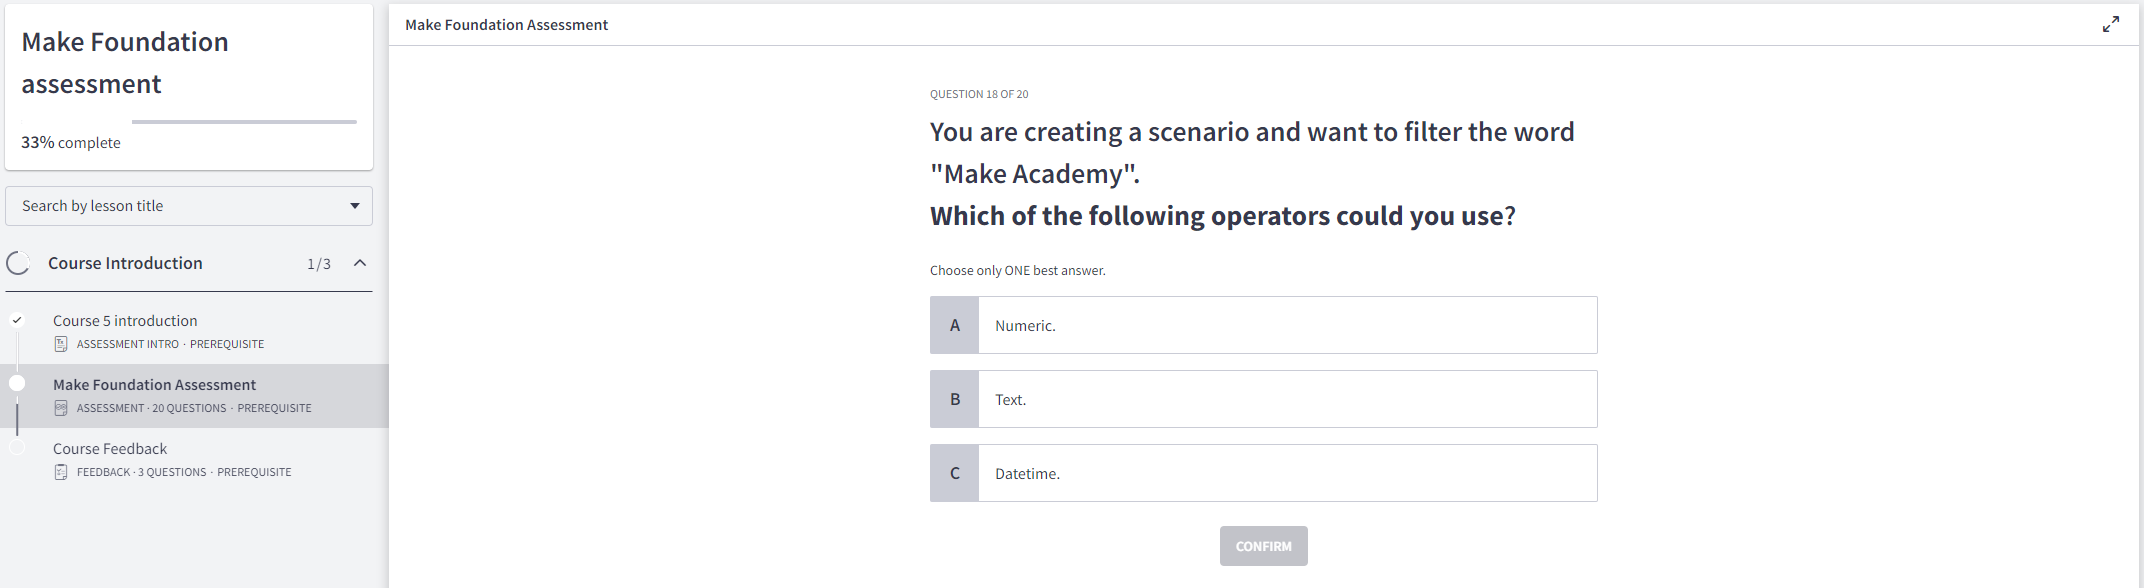 Make Foundation
assessment
33% complete
Search by lesson title
Course Introduction 1/3
Course 5 introduction
ASSESSMENT INTRO · PREREQUISITE
Make Foundation Assessment
ASSESSMENT · 20 QUESTIONS · PREREQUISITE
Course Feedback
FEEDBACK · 3 QUESTIONS · PREREQUISITE
Make Foundation Assessment
QUESTION 18 OF 20
You are creating a scenario and want to filter the word
"Make Academy".
Which of the following operators could you use?
Choose only ONE best answer.
A Numeric.
B Text.
C Datetime.
CONFIRM